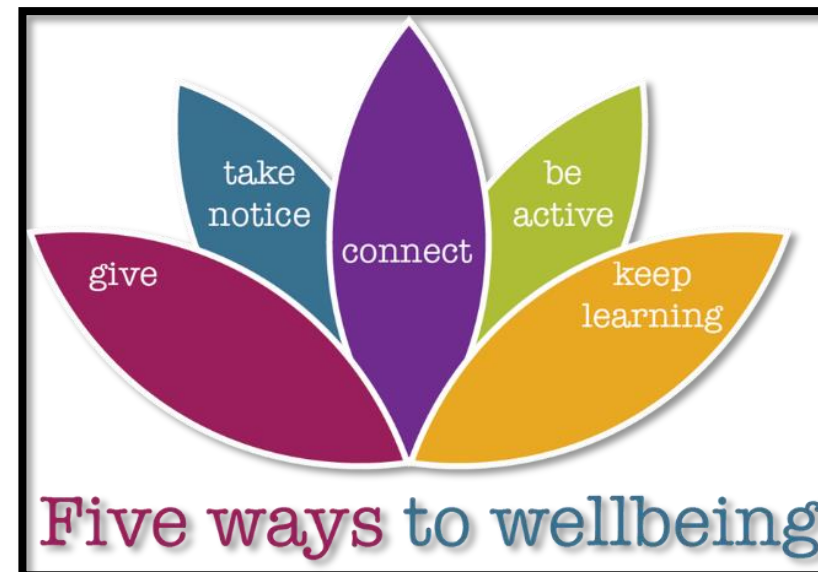 give
take
notice
connect
be
active
keep
learning
Five ways to wellbeing